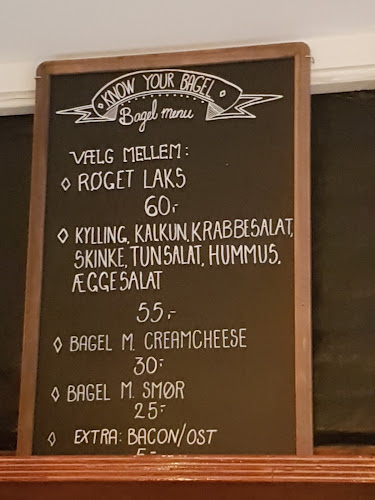 KNOW YOUR BAGEL
Bagel menu
VÆLG MELLEM:
RØGET LAKS
60,-
KYLLING, KALKUN, KRABBESALAT,
SKINKE, TUNSALAT, HUMMUS,
ÆGGESALAT
55,-
BAGEL M. CREAMCHEESE
30,-
BAGEL M. SMØR
25,-
EXTRA: BACON/OST